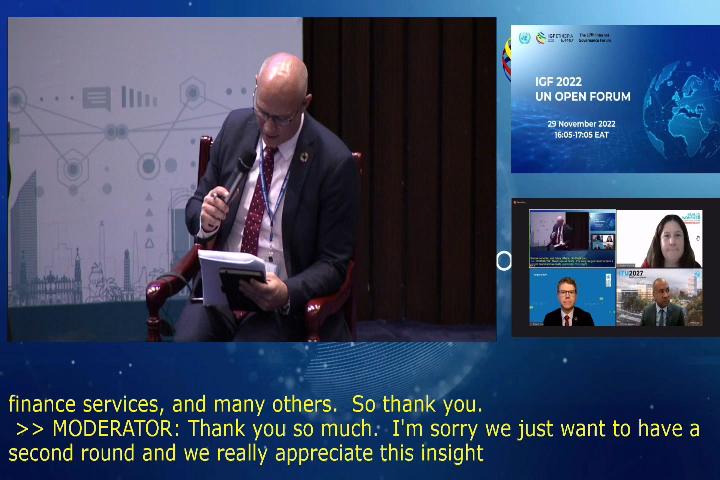 IGF 2022
UN OPEN FORUM
29 November 2022
16:05-17:05 EAT
finance services, and many others.  So thank you.
>> MODERATOR: Thank you so much.  I'm sorry we just want to have a
second round and we really appreciate this insight